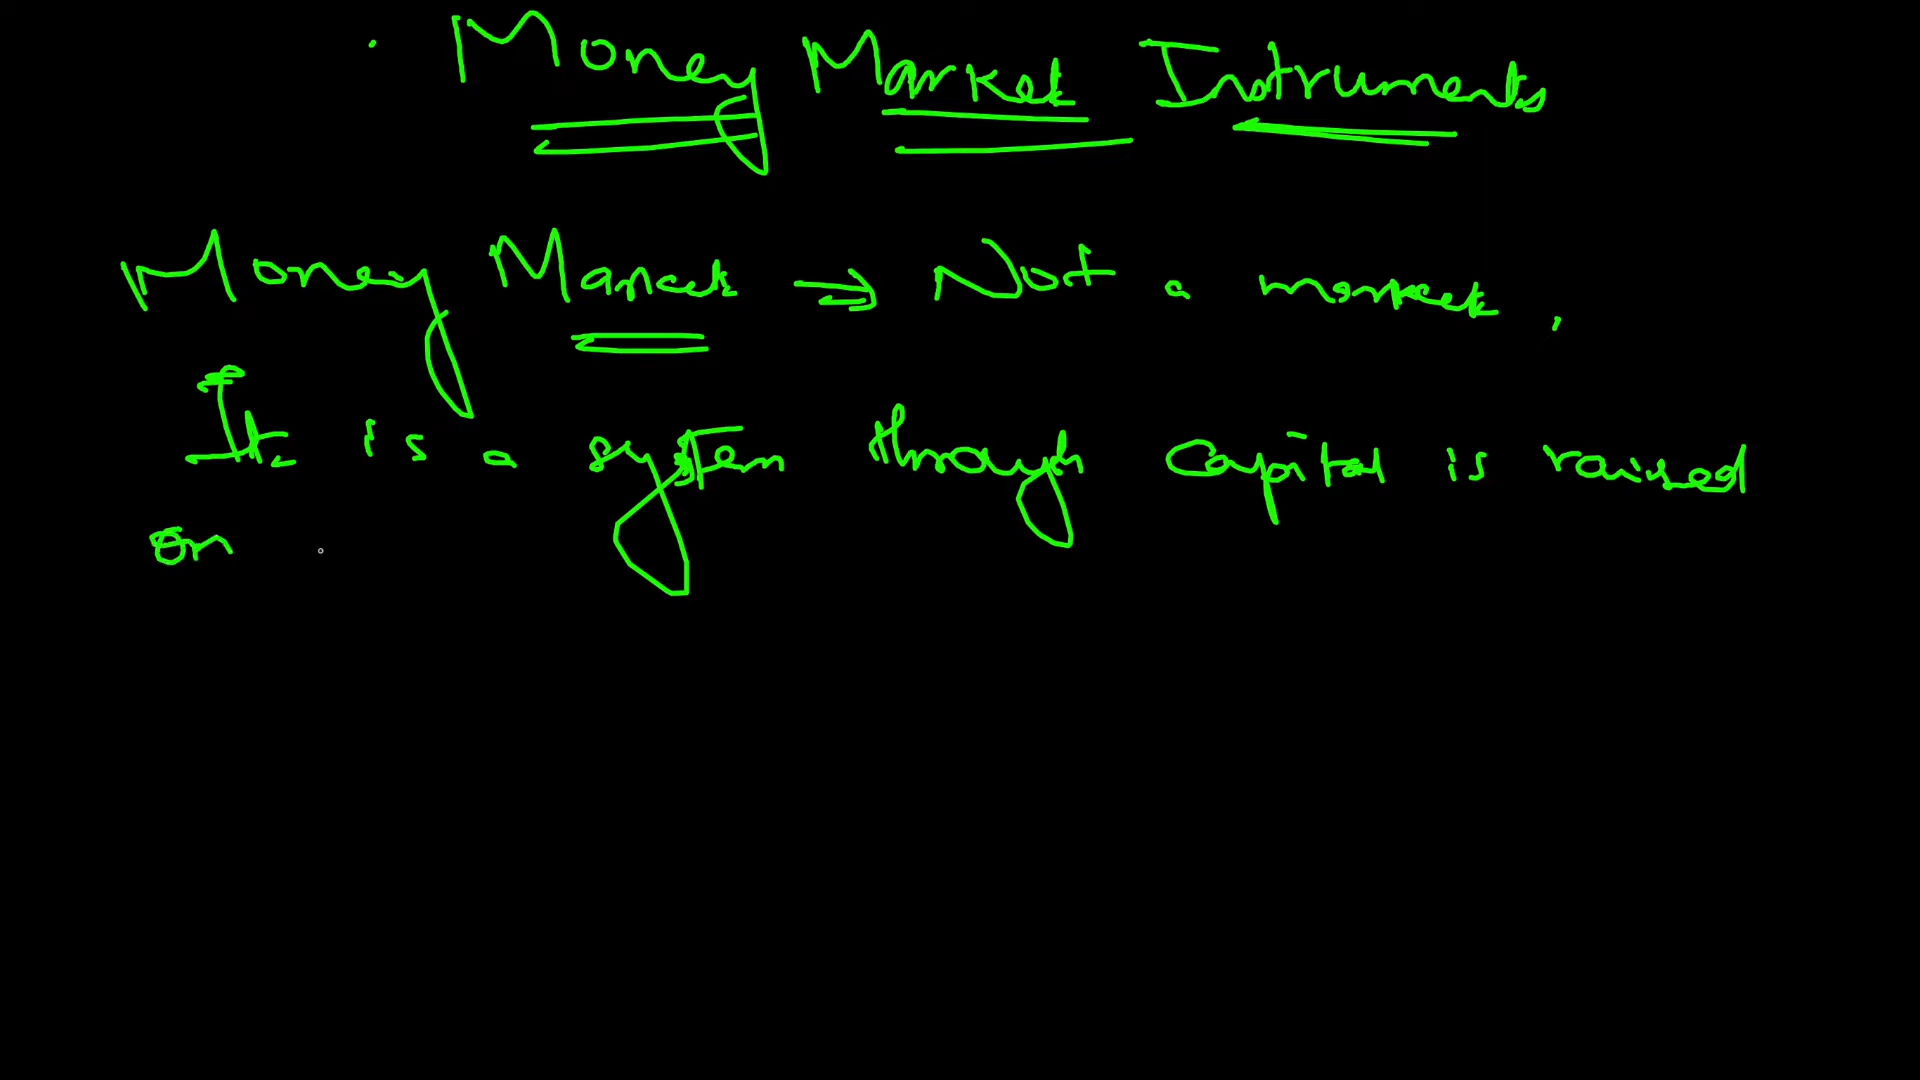 Money Market Instruments
Money Market ⇒ Not a market.
It is a system through Capital is raised
on